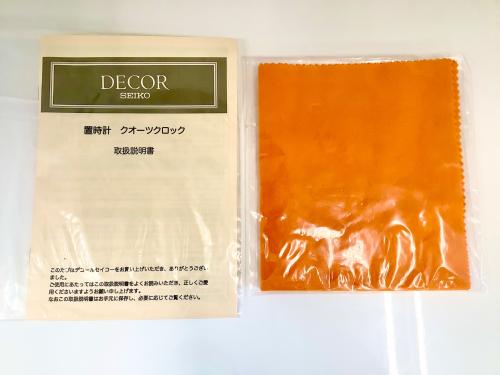 DECOR
SEIKO
置時計 クオーツクロック
取扱説明書
このたびはデコールセイコーをお買い上げいただき、ありがとうござい
ました。
ご使用にあたってはこの取扱説明書をよくお読みいただき、正しくご愛
用くださいますようお願い申し上げます。
なおこの取扱説明書はお手元に保存し、必要に応じてご覧ください。